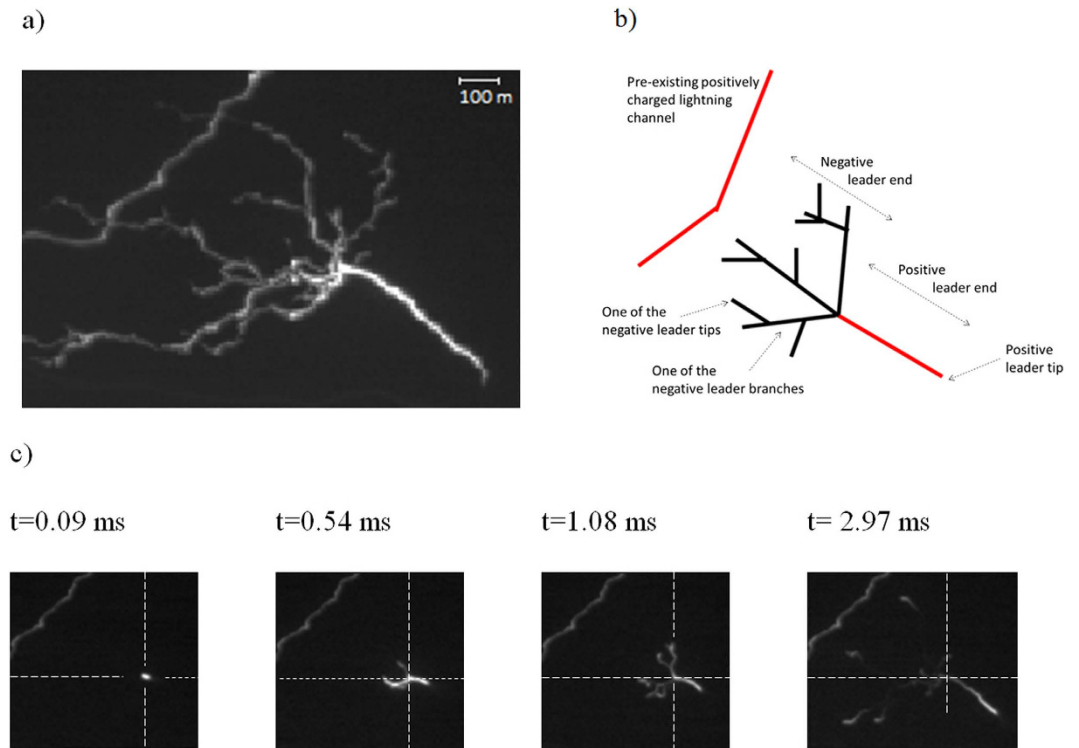 a)
b)
100 m
Pre-existing positively
charged lightning
channel
Negative
leader end
Positive
leader end
One of the
negative leader tips
One of the
negative leader branches
Positive
leader tip
c)
t=0.09 ms
t=0.54 ms
t=1.08 ms
t= 2.97 ms